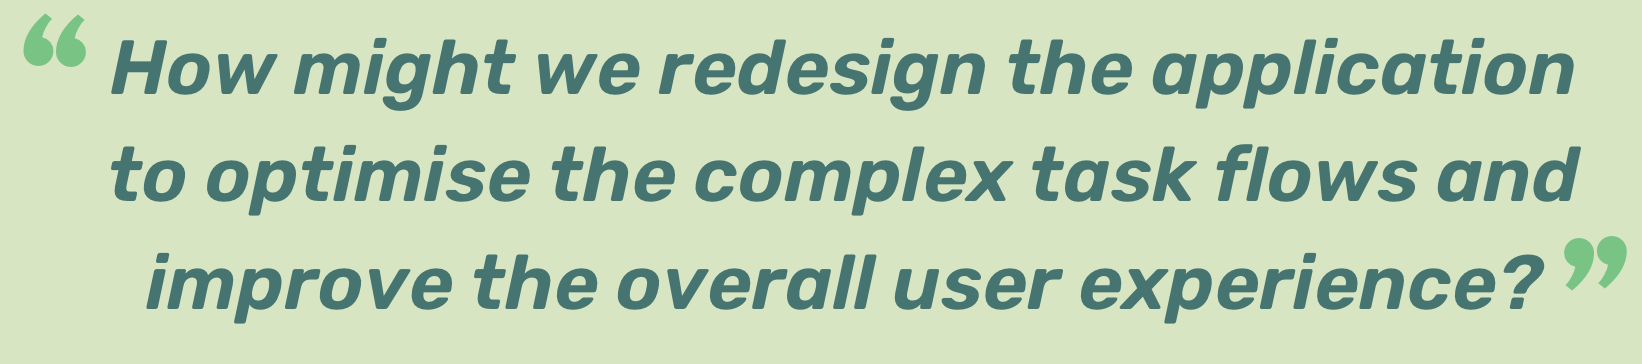 “How might we redesign the application
to optimise the complex task flows and
improve the overall user experience?”